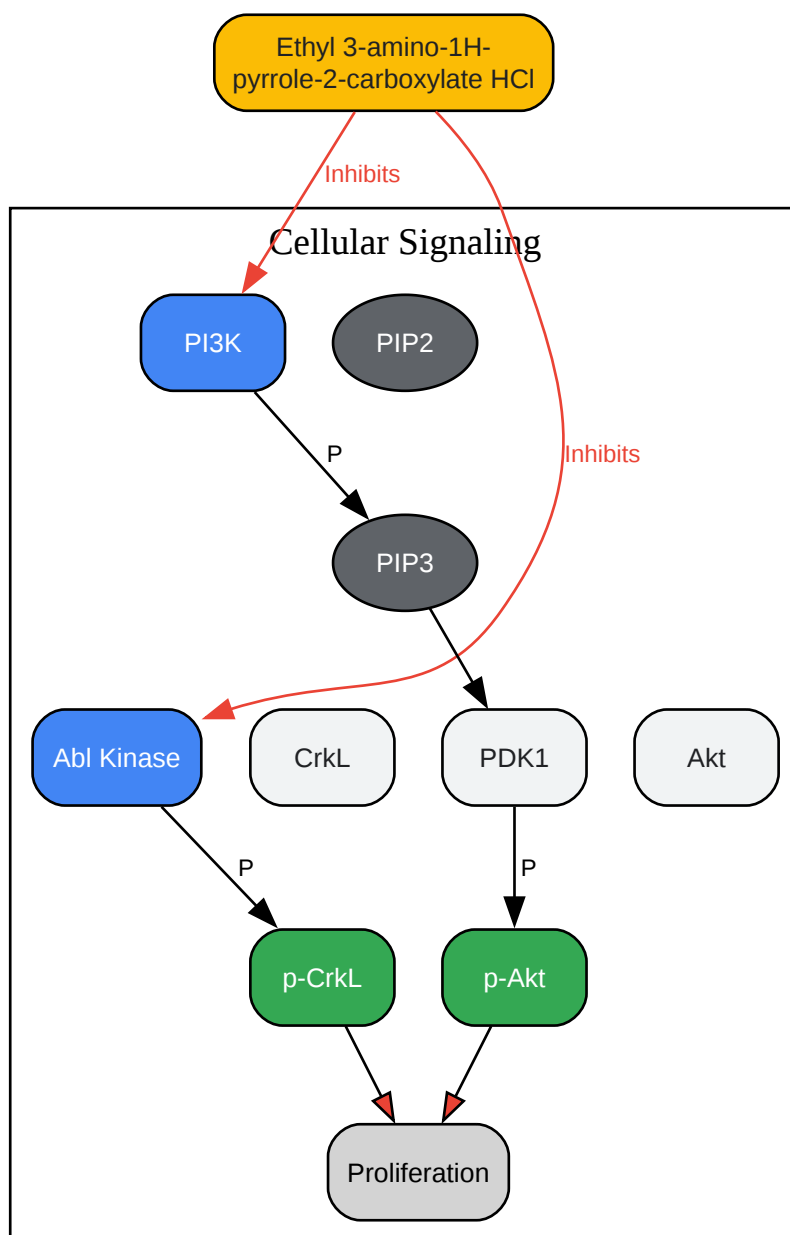 Ethyl 3-amino-1H-
pyrrole-2-carboxylate HCl
Inhibits
Cellular Signaling
PI3K
PIP2
P
Inhibits
PIP3
Abl Kinase
CrkL
PDK1
Akt
P
P
p-CrkL
p-Akt
Proliferation